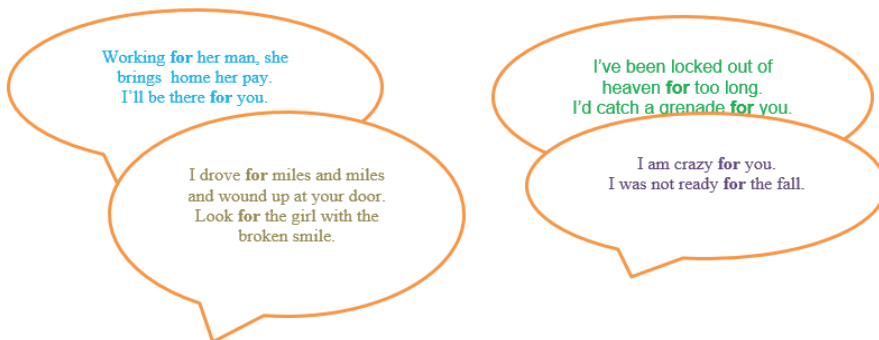 Working for her man, she
brings home her pay.
I'll be there for you.
I drove for miles and miles
and wound up at your door.
Look for the girl with the
broken smile.
I've been locked out of
heaven for too long.
I'd catch a grenade for you.
I am crazy for you.
I was not ready for the fall.